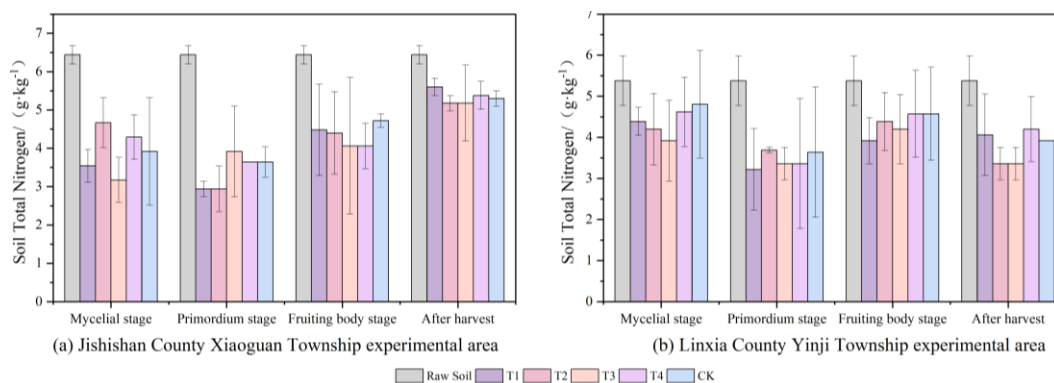 7
6
5
4
3
2
1
0
Soil Total Nitrogen/ (g·kg-1)
Mycelial stage Primordium stage Fruiting body stage After harvest
(a) Jishishan County Xiaoguan Township experimental area
7
6
5
4
3
2
1
0
Soil Total Nitrogen/ (g·kg-1)
Mycelial stage Primordium stage Fruiting body stage After harvest
(b) Linxia County Yinji Township experimental area
Raw Soil T1 T2 T3 T4 CK